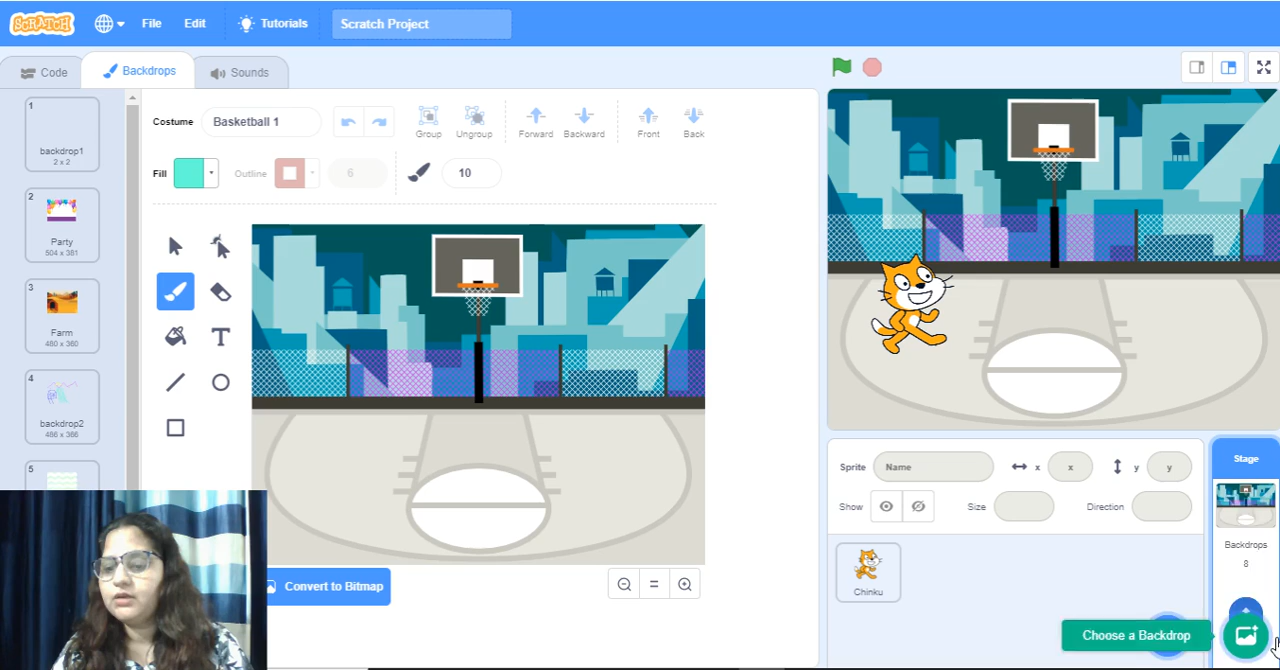 SCRATCH
File
Edit
Tutorials
Scratch Project
Code
Backdrops
Sounds
1
backdrop1
2 x 2
2
Party
504 x 381
3
Farm
480 x 360
4
backdrop2
486 x 366
5
Costume
Basketball 1
Group
Ungroup
Forward
Backward
Front
Back
Fill
Outline
6
10
T
Convert to Bitmap
Sprite
Name
x
x
y
y
Show
Size
Direction
Chinku
Stage
Backdrops
8
Choose a Backdrop